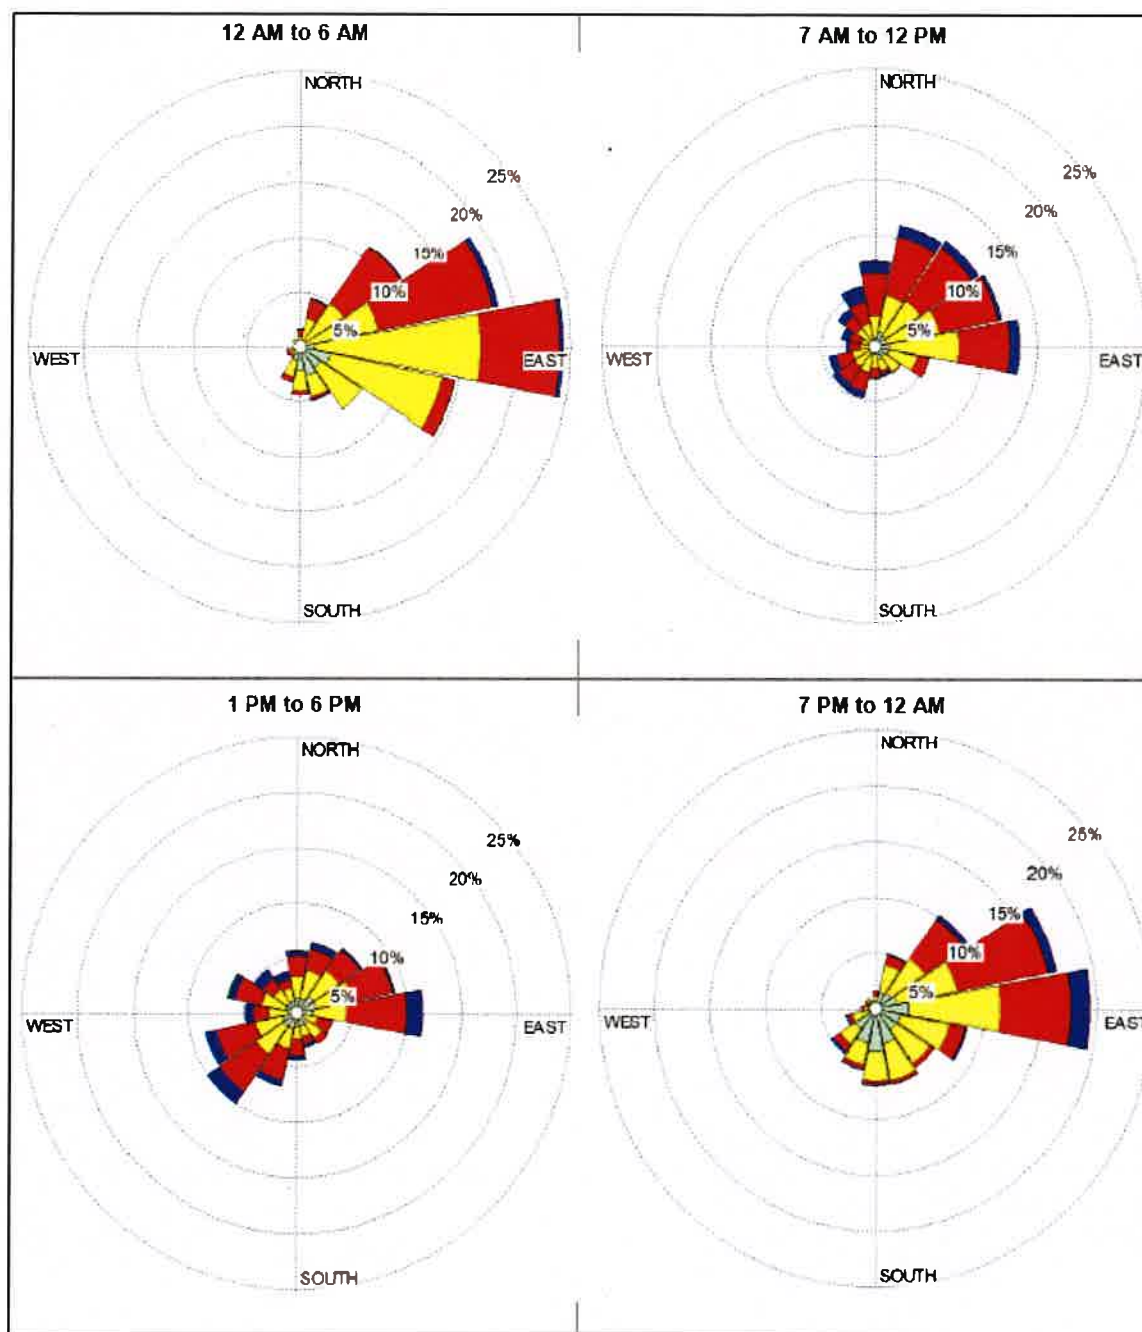 12 AM to 6 AM
NORTH
25%
20%
15%
10%
5%
WEST
EAST
SOUTH
7 AM to 12 PM
NORTH
25%
20%
15%
10%
5%
WEST
EAST
SOUTH
1 PM to 6 PM
NORTH
25%
20%
15%
10%
5%
WEST
EAST
SOUTH
7 PM to 12 AM
NORTH
25%
20%
15%
10%
5%
WEST
EAST
SOUTH